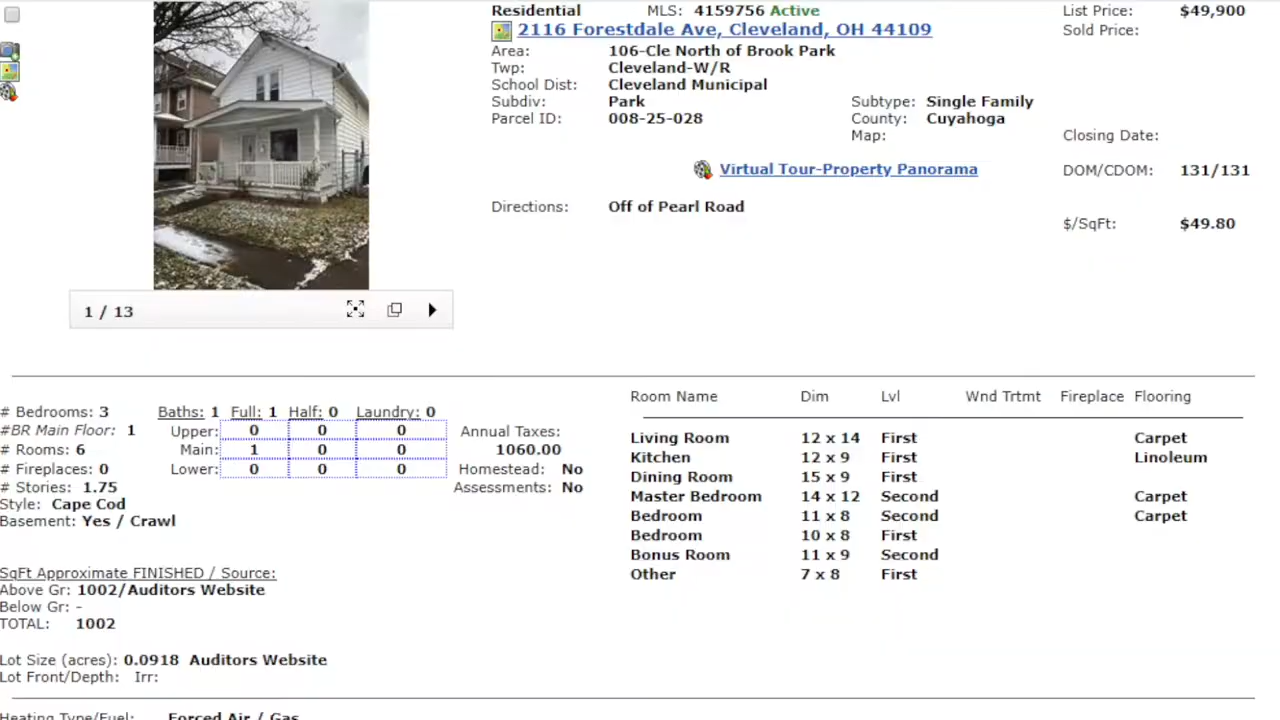 Residential MLS: 4159756 Active List Price: $49,900
2116 Forestdale Ave, Cleveland, OH 44109 Sold Price:
Area: 106-Cle North of Brook Park
Twp: Cleveland-W/R
School Dist: Cleveland Municipal
Subdiv: Park Subtype: Single Family
Parcel ID: 008-25-028 County: Cuyahoga
Map: Closing Date:
Virtual Tour-Property Panorama DOM/CDOM: 131/131
Directions: Off of Pearl Road
$/SqFt: $49.80
1 / 13
Room Name Dim Lvl Wnd Trtmt Fireplace Flooring
# Bedrooms: 3 Baths: 1 Full: 1 Half: 0 Laundry: 0
#BR Main Floor: 1 Upper: 0 0 0 Annual Taxes:
# Rooms: 6 Main: 1 0 0 1060.00
# Fireplaces: 0 Lower: 0 0 0 Homestead: No
# Stories: 1.75 Assessments: No
Style: Cape Cod
Basement: Yes / Crawl
Living Room 12 x 14 First Carpet
Kitchen 12 x 9 First Linoleum
Dining Room 15 x 9 First
Master Bedroom 14 x 12 Second Carpet
Bedroom 11 x 8 Second Carpet
Bedroom 10 x 8 First
Bonus Room 11 x 9 Second
Other 7 x 8 First
SqFt Approximate FINISHED / Source:
Above Gr: 1002/Auditors Website
Below Gr: -
TOTAL: 1002
Lot Size (acres): 0.0918 Auditors Website
Lot Front/Depth: Irr:
Heating Type/Fuel: Forced Air / Gas